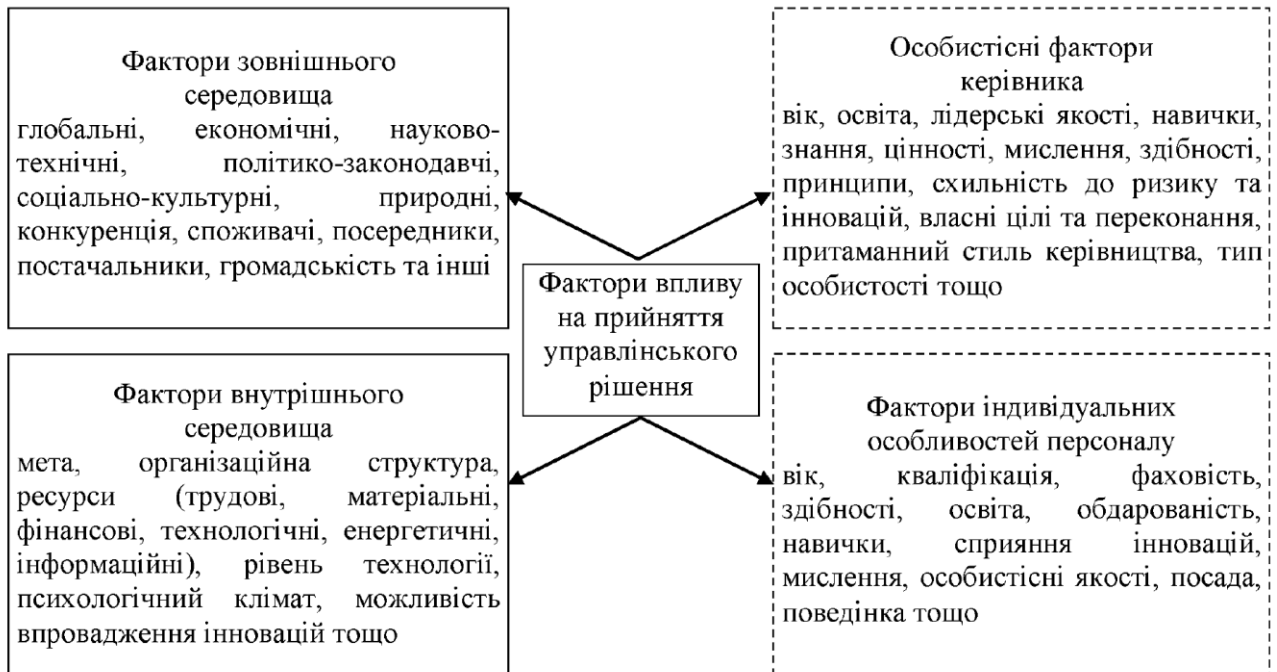 Фактори зовнішнього
середовища
глобальні, економічні, науково-
технічні, політико-законодавчі,
соціально-культурні, природні,
конкуренція, споживачі, посередники,
постачальники, громадськість та інші
Особистісні фактори
керівника
вік, освіта, лідерські якості, навички,
знання, цінності, мислення, здібності,
принципи, схильність до ризику та
інновацій, власні цілі та переконання,
притаманний стиль керівництва, тип
особистості тощо
Фактори впливу
на прийняття
управлінського
рішення
Фактори внутрішнього
середовища
мета, організаційна структура,
ресурси (трудові, матеріальні,
фінансові, технологічні, енергетичні,
інформаційні), рівень технології,
психологічний клімат, можливість
впровадження інновацій тощо
Фактори індивідуальних
особливостей персоналу
вік, кваліфікація, фаховість,
здібності, освіта, обдарованість,
навички, сприяння інновацій,
мислення, особистісні якості, посада,
поведінка тощо